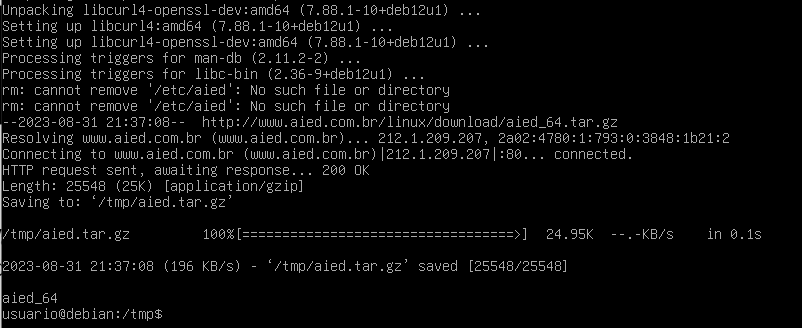 Unpacking libcurl4-openssl-dev:amd64 (7.88.1-10+deb12u1) ...
Setting up libcurl4:amd64 (7.88.1-10+deb12u1) ...
Setting up libcurl4-openssl-dev:amd64 (7.88.1-10+deb12u1) ...
Processing triggers for man-db (2.11.2-2) ...
Processing triggers for libc-bin (2.36-9+deb12u1) ...
rm: cannot remove '/etc/aied': No such file or directory
rm: cannot remove '/etc/aied': No such file or directory
--2023-08-31 21:37:08--  http://www.aied.com.br/linux/download/aied_64.tar.gz
Resolving www.aied.com.br (www.aied.com.br)... 212.1.209.207, 2a02:4780:1:793:0:3848:1b21:2
Connecting to www.aied.com.br (www.aied.com.br)|212.1.209.207|:80... connected.
HTTP request sent, awaiting response... 200 OK
Length: 25548 (25K) [application/gzip]
Saving to: ‘/tmp/aied.tar.gz’
/tmp/aied.tar.gz         100%[==================================>]  24.95K  --.-KB/s    in 0.1s
2023-08-31 21:37:08 (196 KB/s) - ‘/tmp/aied.tar.gz’ saved [25548/25548]
aied_64
usuario@debian:/tmp$